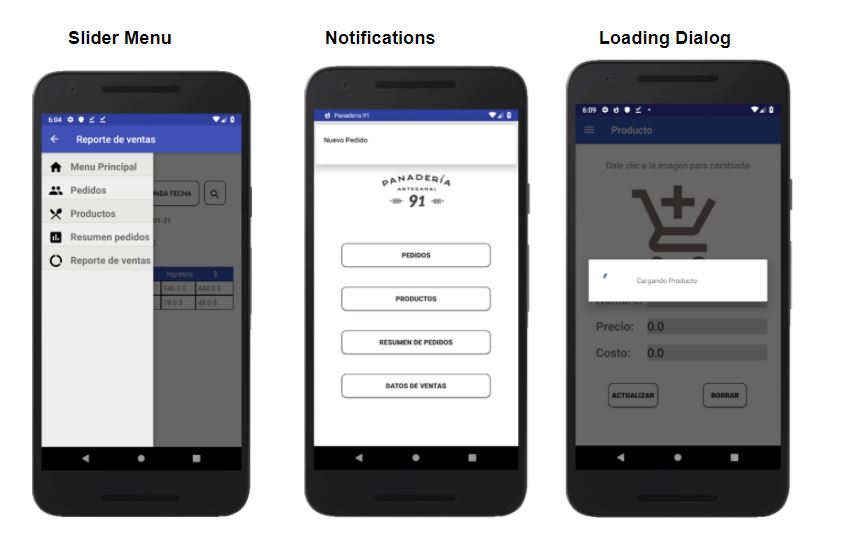 Slider Menu
Notifications
Loading Dialog
6:04
Reporte de ventas
Menu Principal
Pedidos
Productos
Resumen pedidos
Reporte de ventas
NDA FECHA
01-31
Ingresos $
946.0 $ 440.0 $
78.0 $ 48.0 $
Panaderia 91
Nuevo Pedido
PANADERÍA
ARTESANAL
91
PEDIDOS
PRODUCTOS
RESUMEN DE PEDIDOS
DATOS DE VENTAS
6:09
Producto
Dale clic a la imagen para cambiarla
Cargando Producto
Nombre:
Precio: 0.0
Costo: 0.0
ACTUALIZAR
BORRAR